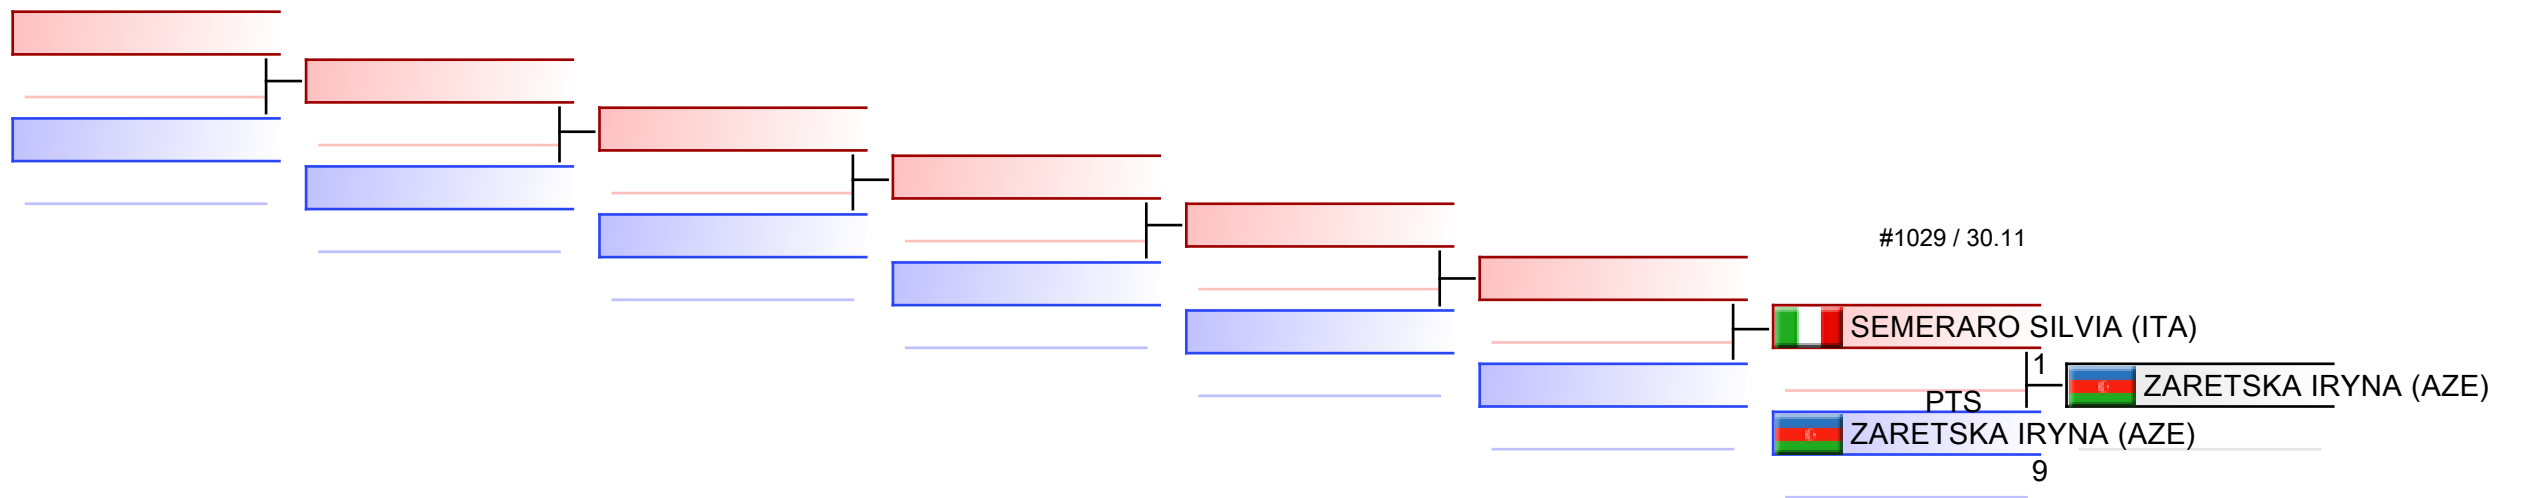 #1029 / 30.11
SEMERARO SILVIA (ITA)
1
ZARETSKA IRYNA (AZE)
PTS
ZARETSKA IRYNA (AZE)
9